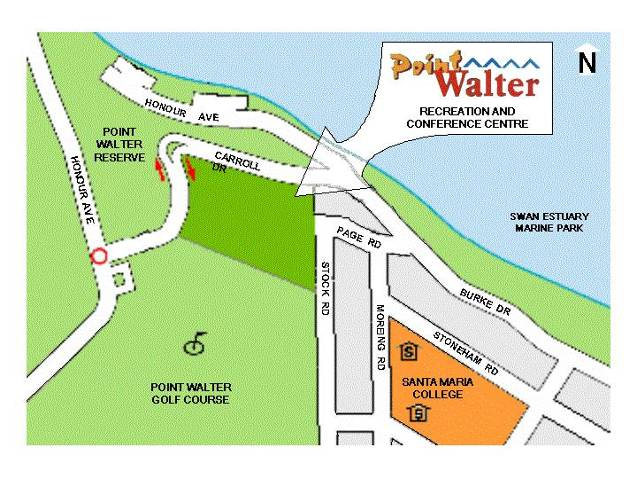 Point
Walter
RECREATION AND
CONFERENCE CENTRE
N
HONOUR AVE
POINT
WALTER
RESERVE
CARROLL
DR
HONOUR AVE
SWAN ESTUARY
MARINE PARK
PAGE RD
STOCK RD
BURKE DR
MORENG RD
STONEHAM RD
S
SANTA MARIA
COLLEGE
S
POINT WALTER
GOLF COURSE